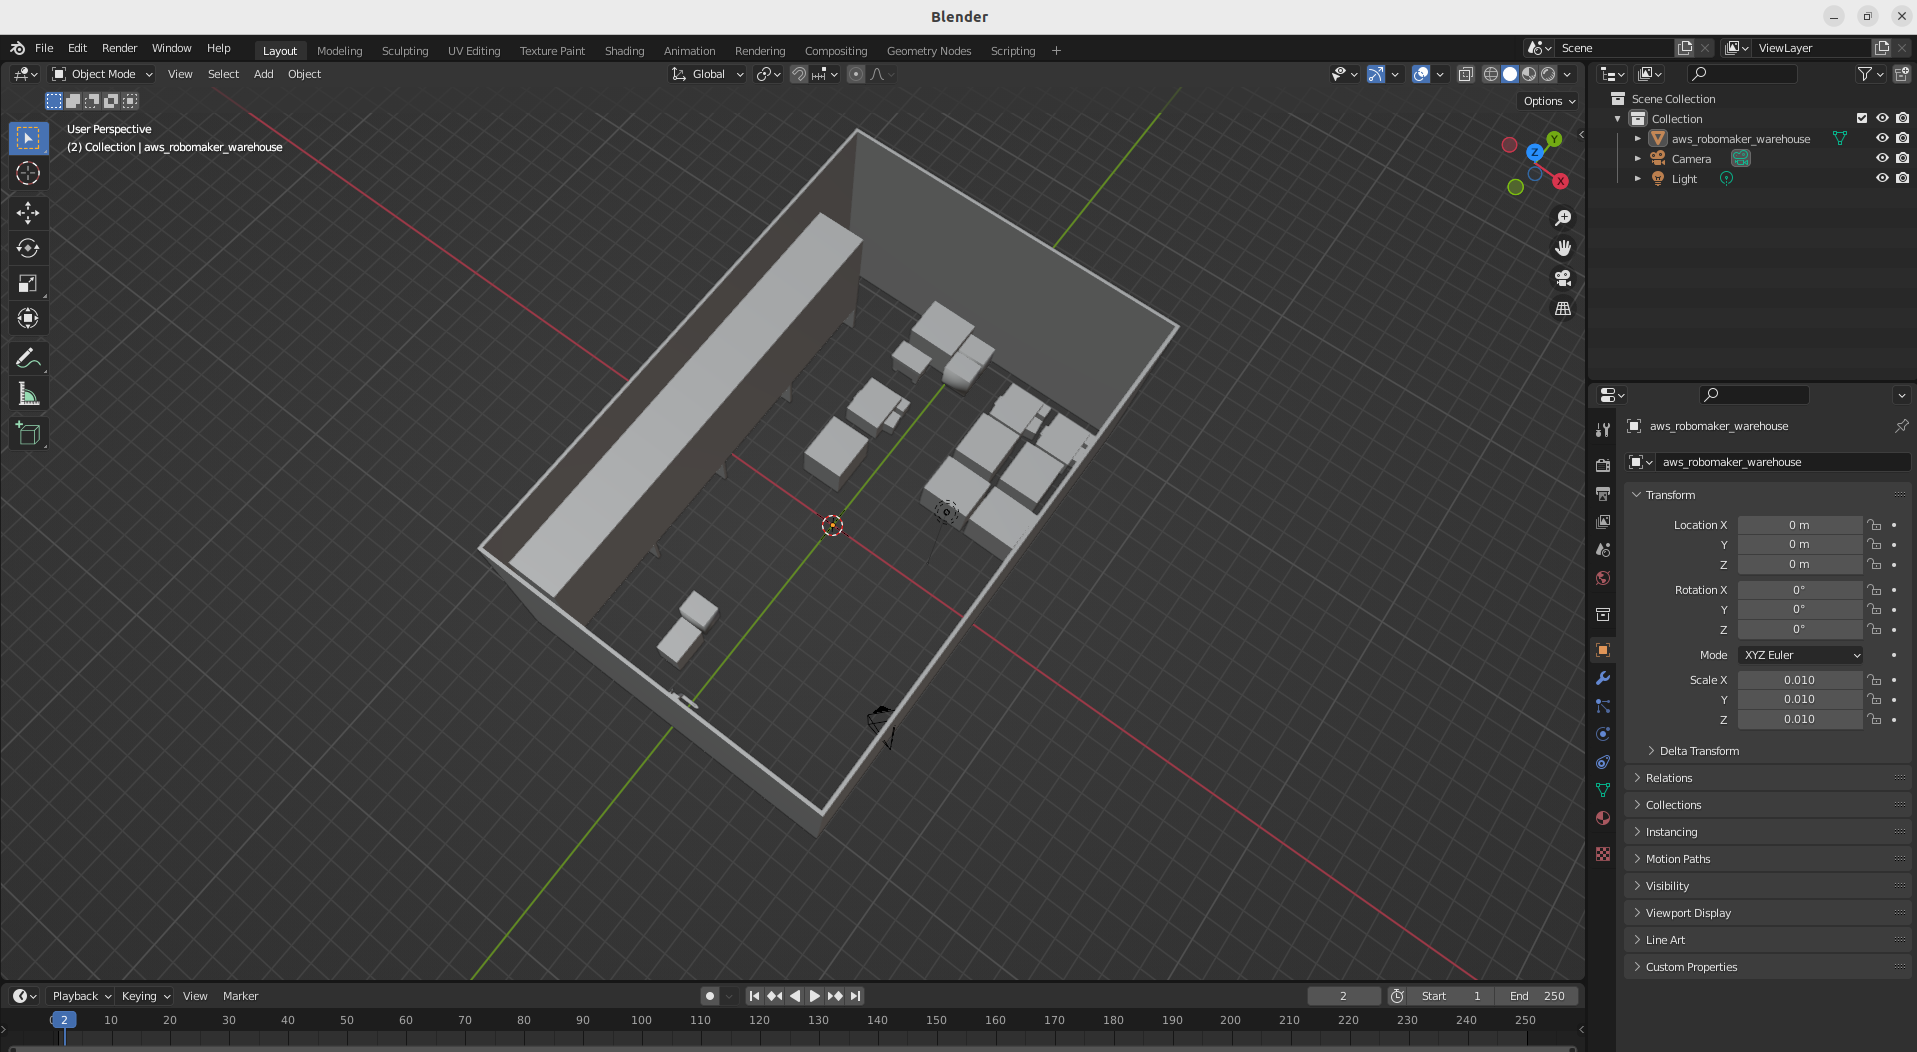 Blender
File Edit Render Window Help Layout Modeling Sculpting UV Editing Texture Paint Shading Animation Rendering Compositing Geometry Nodes Scripting + Scene ViewLayer
Object Mode View Select Add Object Global
Options
User Perspective
(2) Collection | aws_robomaker_warehouse
Y
Z
X
Scene Collection
Collection
aws_robomaker_warehouse
Camera
Light
aws_robomaker_warehouse
aws_robomaker_warehouse
Transform
Location X 0 m
Y 0 m
Z 0 m
Rotation X 0°
Y 0°
Z 0°
Mode XYZ Euler
Scale X 0.010
Y 0.010
Z 0.010
Delta Transform
Relations
Collections
Instancing
Motion Paths
Visibility
Viewport Display
Line Art
Custom Properties
Playback Keying View Marker 2 Start 1 End 250
2 10 20 30 40 50 60 70 80 90 100 110 120 130 140 150 160 170 180 190 200 210 220 230 240 250